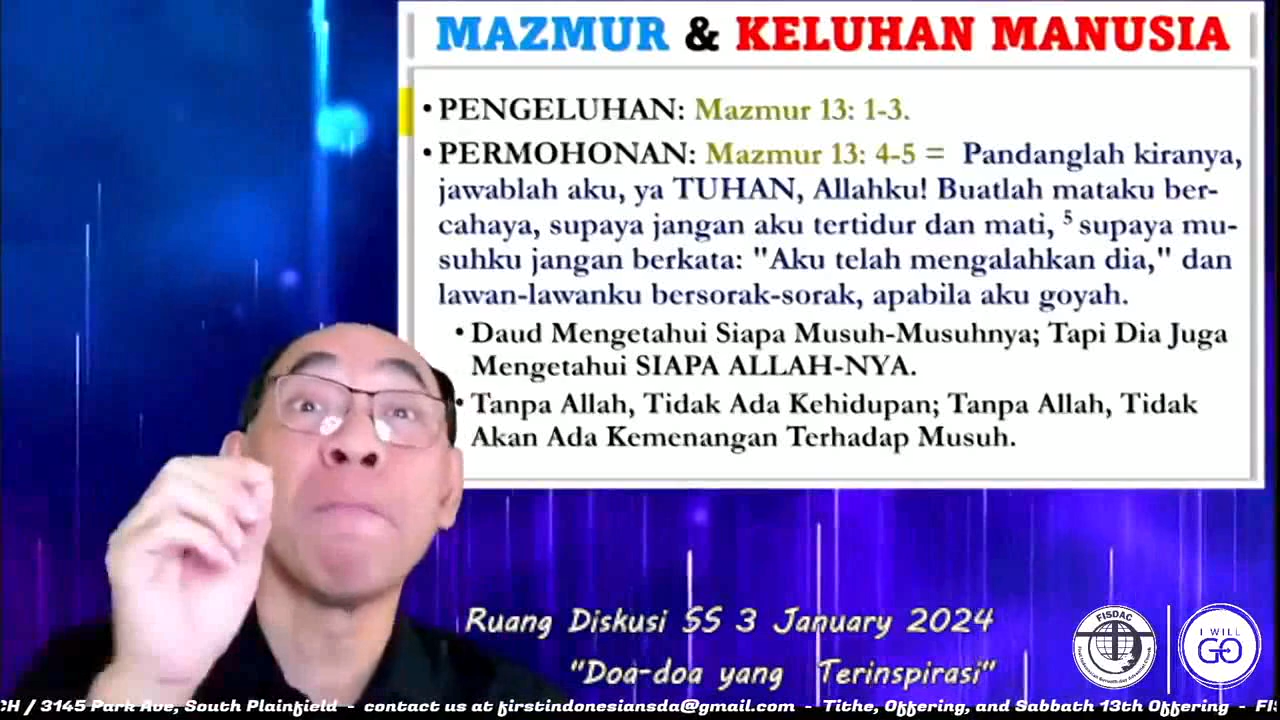 MAZMUR & KELUHAN MANUSIA
• PENGELUHAN: Mazmur 13: 1-3.
• PERMOHONAN: Mazmur 13: 4-5 = Pandanglah kiranya,
jawablah aku, ya TUHAN, Allahku! Buatlah mataku ber-
cahaya, supaya jangan aku tertidur dan mati, ⁵ supaya mu-
suhku jangan berkata: "Aku telah mengalahkan dia," dan
lawan-lawanku bersorak-sorak, apabila aku goyah.
• Daud Mengetahui Siapa Musuh-Musuhnya; Tapi Dia Juga
Mengetahui SIAPA ALLAH-NYA.
• Tanpa Allah, Tidak Ada Kehidupan; Tanpa Allah, Tidak
Akan Ada Kemenangan Terhadap Musuh.
Ruang Diskusi SS 3 January 2024
"Doa-doa yang Terinspirasi"
FISDAC
I WILL
GO
CH / 3145 Park Ave, South Plainfield - contact us at firstindonesiansda@gmail.com - Tithe, Offering, and Sabbath 13th Offering - FIS